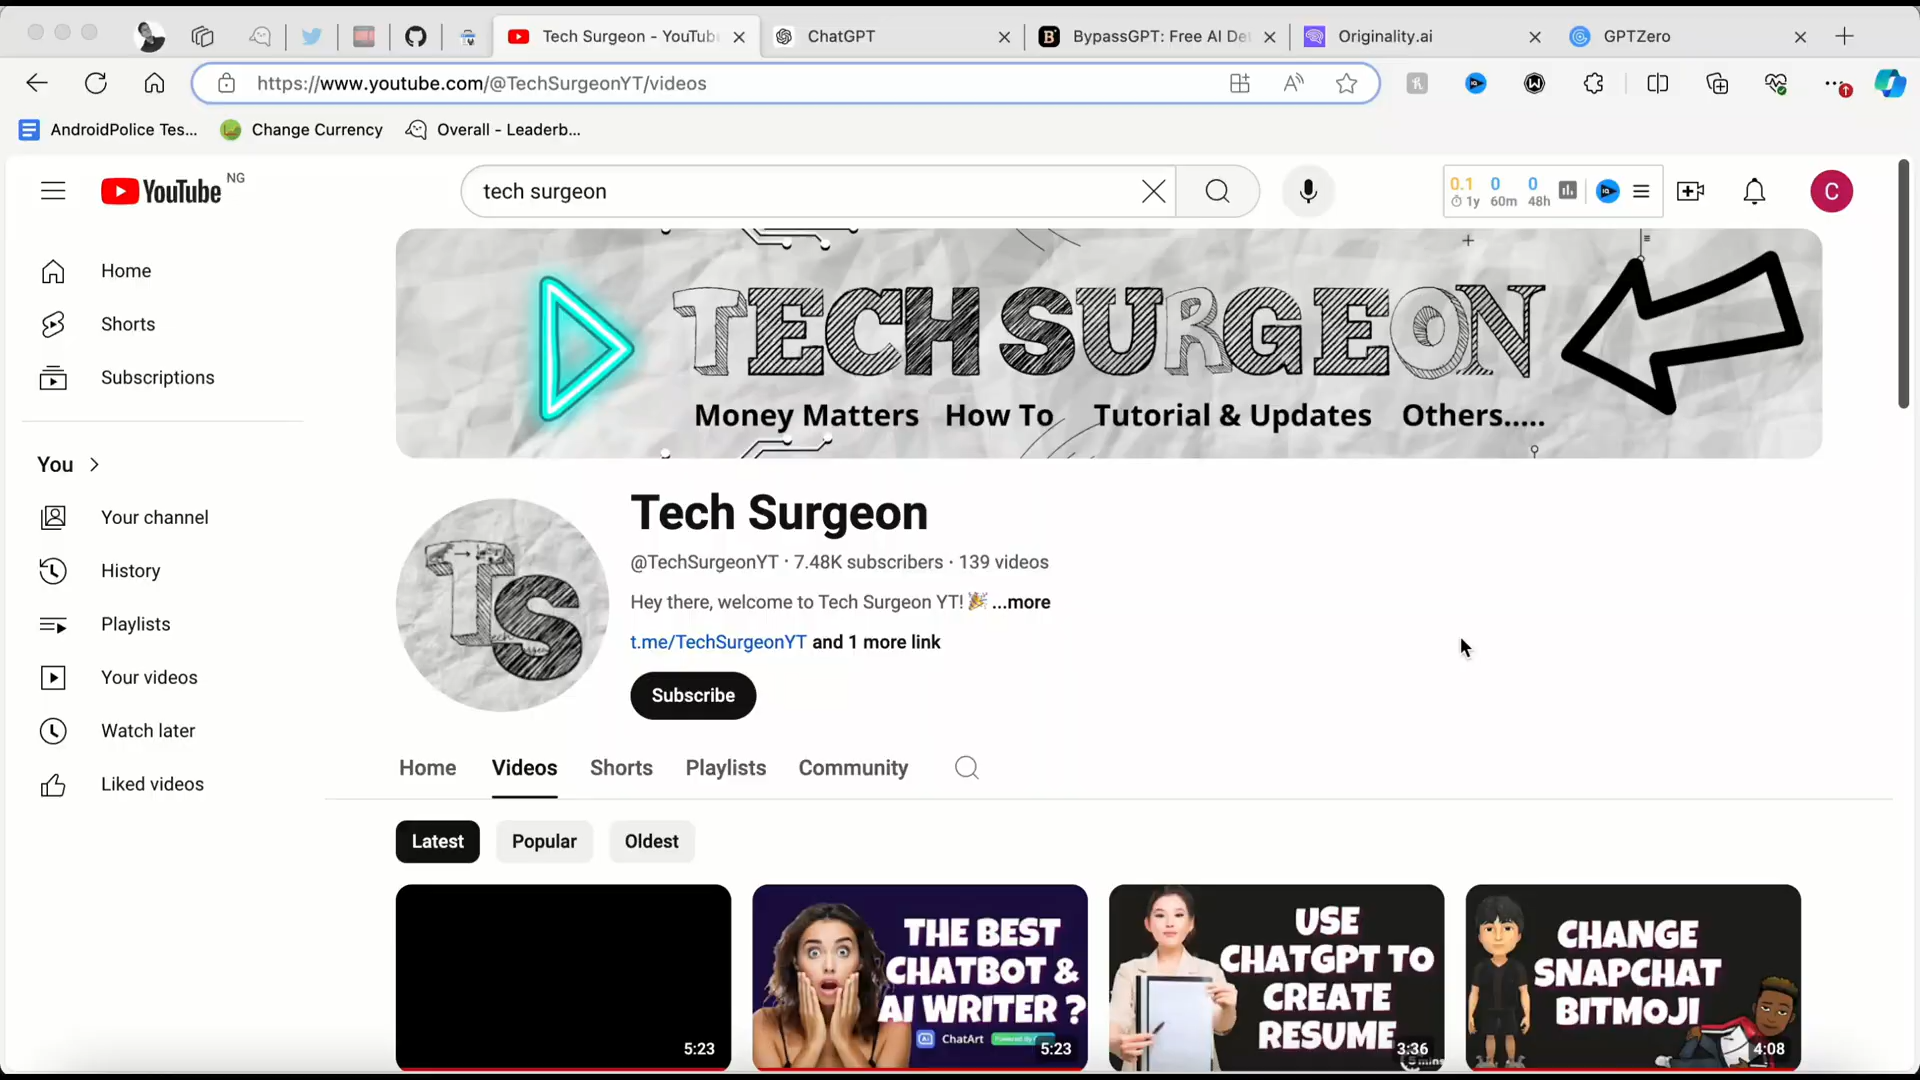 Tech Surgeon - YouTub
ChatGPT
BypassGPT: Free AI De
Originality.ai
GPTZero
https://www.youtube.com/@TechSurgeonYT/videos
AndroidPolice Tes...
Change Currency
Overall - Leaderb...
YouTube NG
tech surgeon
0.1 0 0
1y 60m 48h
C
Home
Shorts
Subscriptions
You
Your channel
History
Playlists
Your videos
Watch later
Liked videos
TECH SURGEON
Money Matters How To Tutorial & Updates Others.....
TS
Tech Surgeon
@TechSurgeonYT · 7.48K subscribers · 139 videos
Hey there, welcome to Tech Surgeon YT! 🎉 ...more
t.me/TechSurgeonYT and 1 more link
Subscribe
Home Videos Shorts Playlists Community
Latest Popular Oldest
5:23
THE BEST
CHATBOT &
AI WRITER ?
ChatArt
5:23
USE
CHATGPT TO
CREATE
RESUME
3:36
CHANGE
SNAPCHAT
BITMOJI
4:08